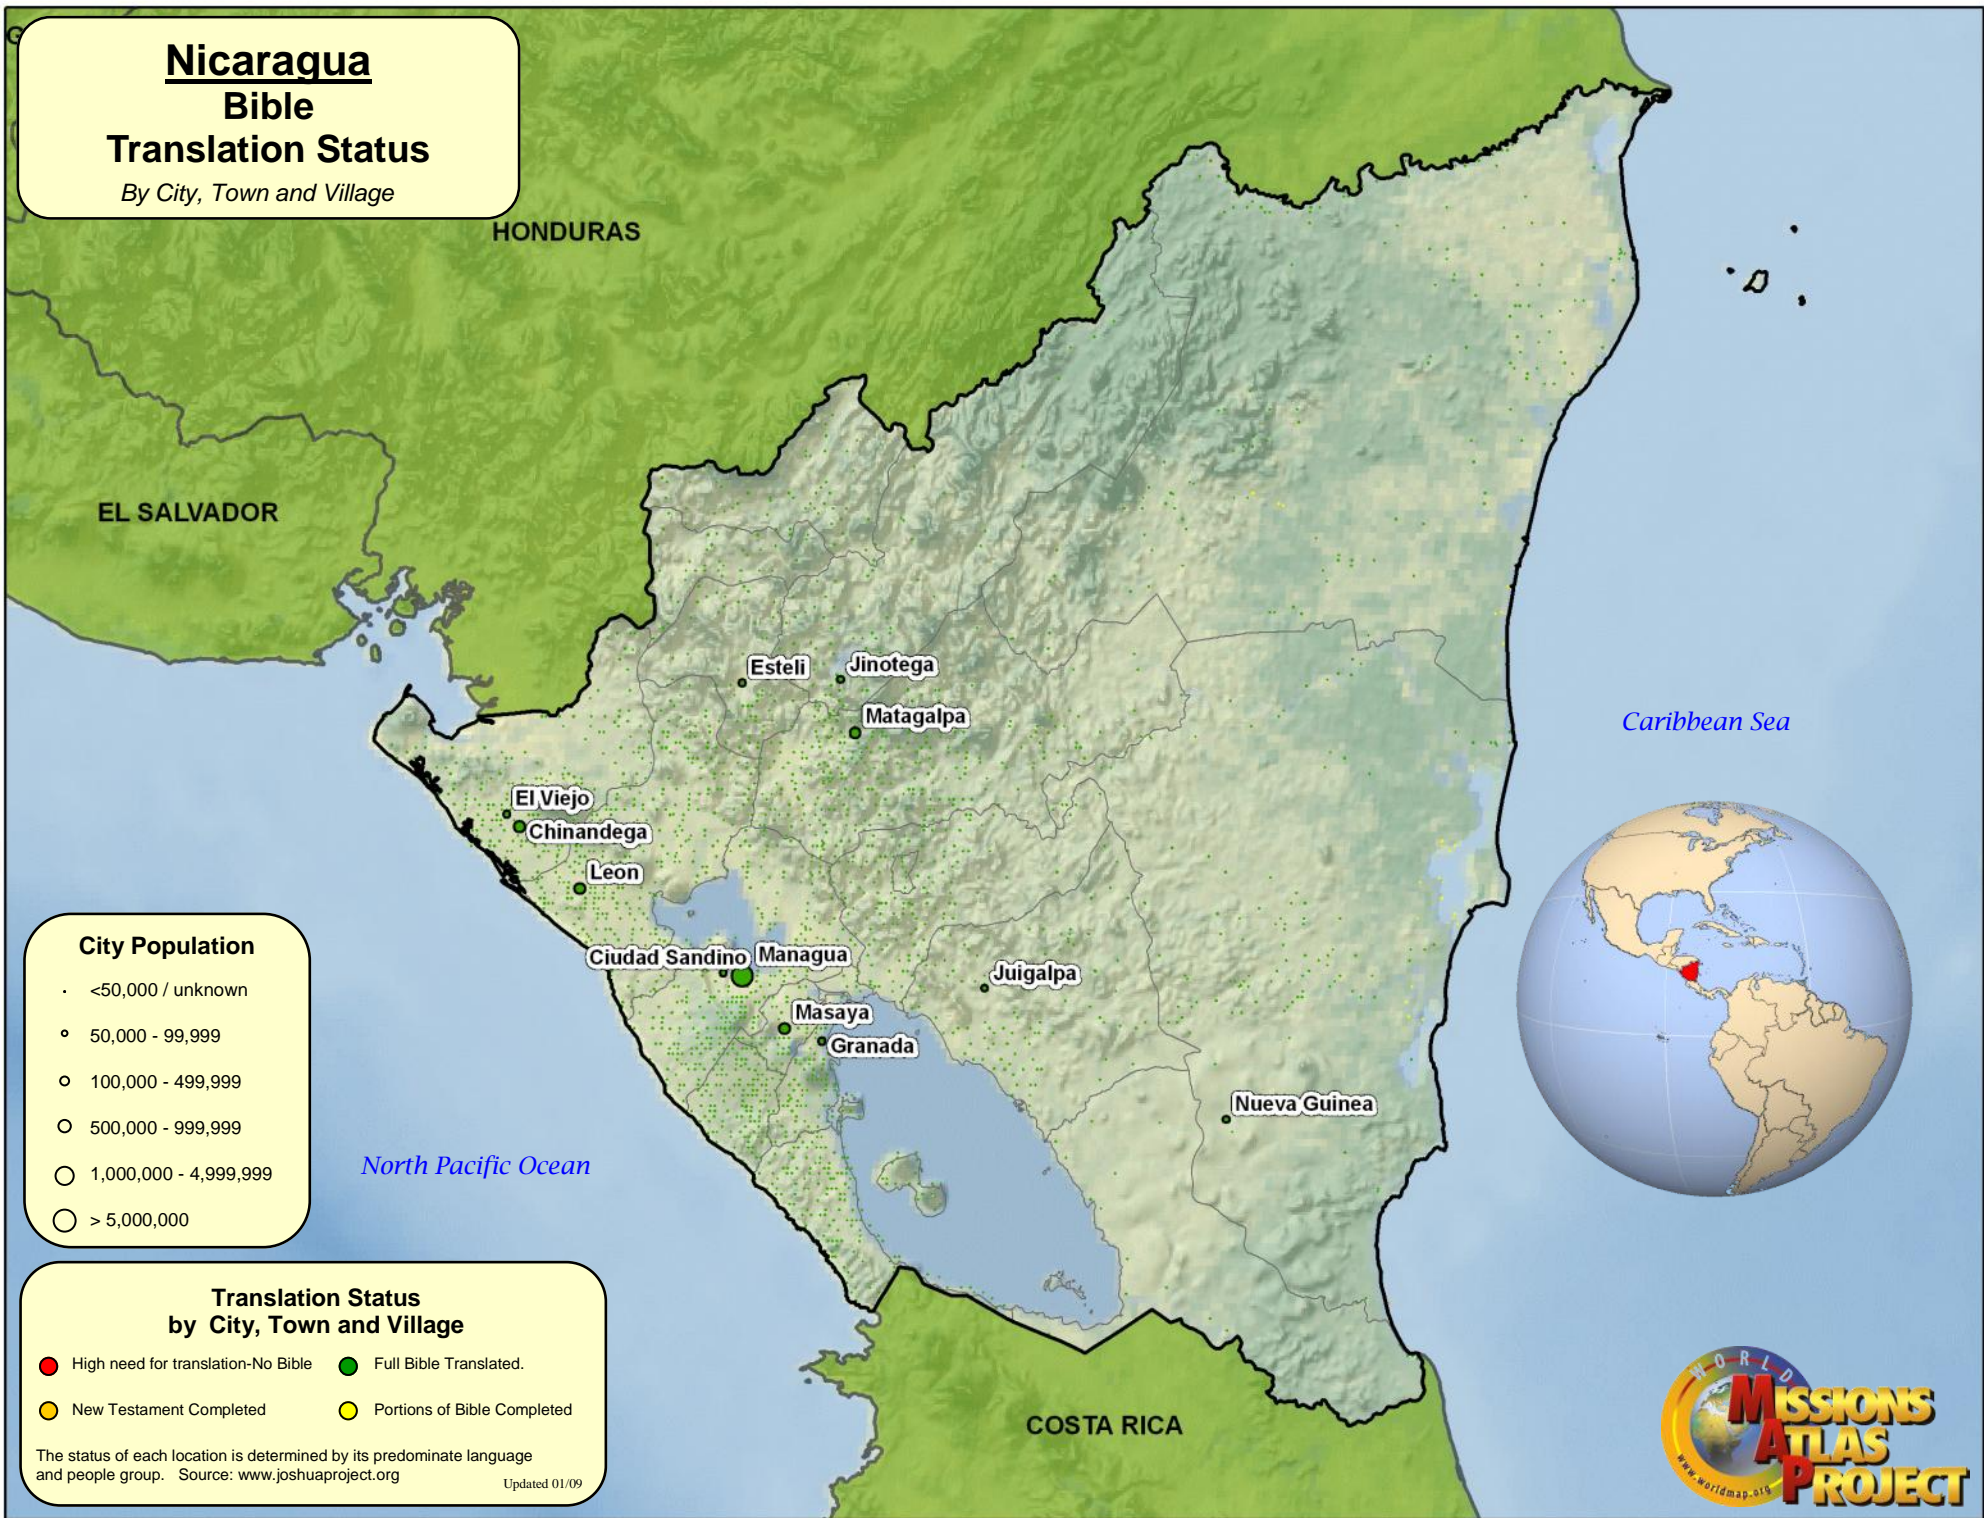 Nicaragua
Bible
Translation Status
By City, Town and Village
HONDURAS
EL SALVADOR
Esteli
Jinotega
Matagalpa
Caribbean Sea
El Viejo
Chinandega
Leon
Ciudad Sandino
Managua
Juigalpa
Masaya
Granada
Nueva Guinea
North Pacific Ocean
COSTA RICA
City Population
<50,000 / unknown
50,000 - 99,999
100,000 - 499,999
500,000 - 999,999
1,000,000 - 4,999,999
> 5,000,000
Translation Status
by City, Town and Village
High need for translation-No Bible
Full Bible Translated.
New Testament Completed
Portions of Bible Completed
The status of each location is determined by its predominate language
and people group. Source: www.joshuaproject.org
Updated 01/09
WORLD
MISSIONS
ATLAS
PROJECT
www.worldmap.org